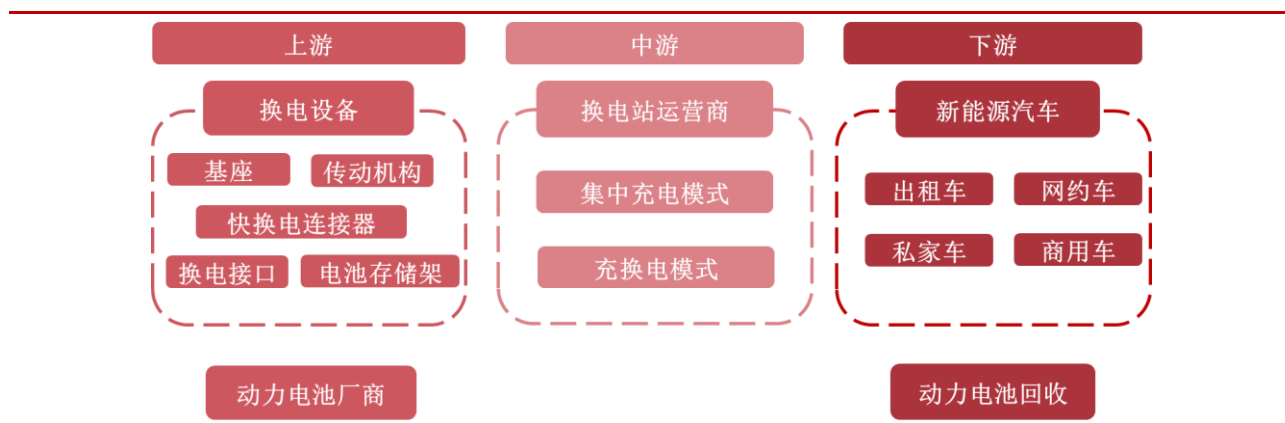 上游
中游
下游
换电设备
换电站运营商
新能源汽车
基座
传动机构
快换电连接器
换电接口
电池存储架
集中充电模式
充换电模式
出租车
网约车
私家车
商用车
动力电池厂商
动力电池回收